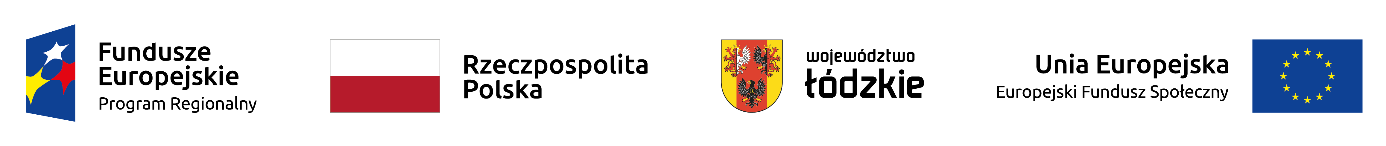 Fundusze
Europejskie
Program Regionalny
Rzeczpospolita
Polska
województwo
łódzkie
Unia Europejska
Europejski Fundusz Społeczny